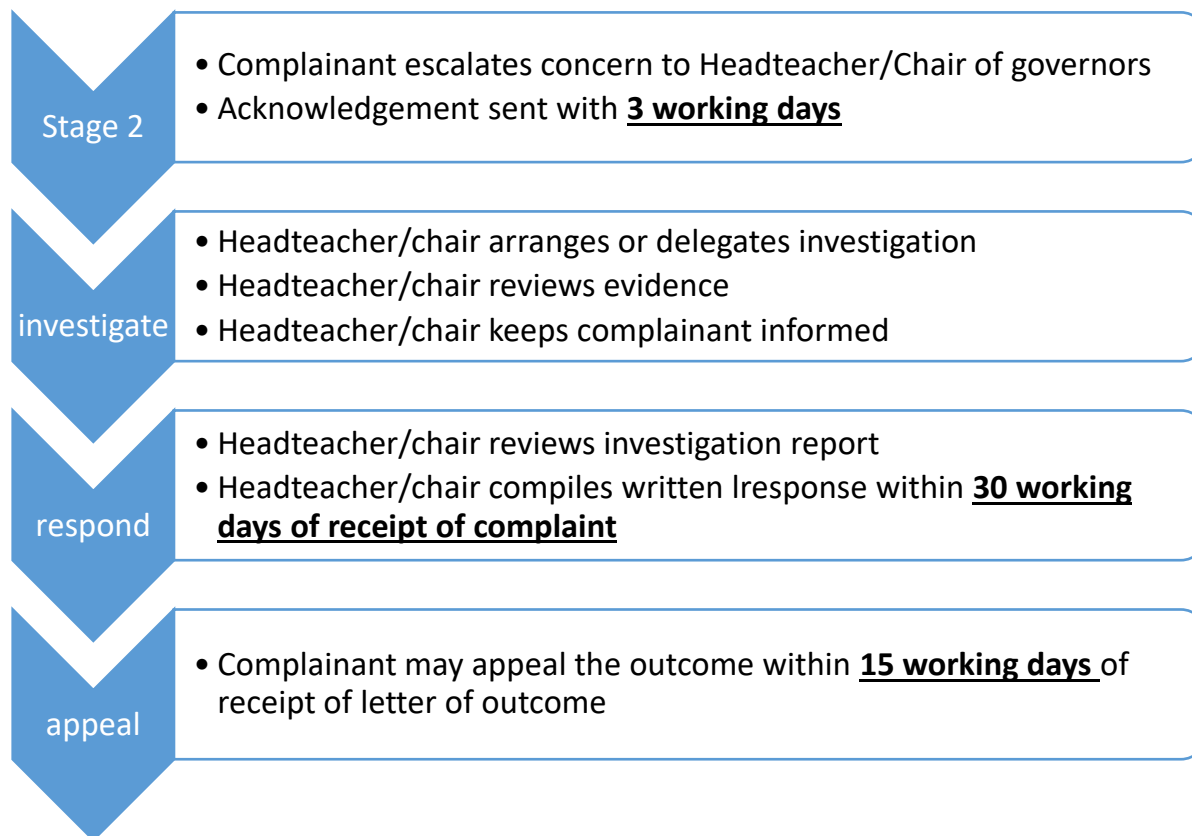 Stage 2
• Complainant escalates concern to Headteacher/Chair of governors
• Acknowledgement sent with 3 working days
investigate
• Headteacher/chair arranges or delegates investigation
• Headteacher/chair reviews evidence
• Headteacher/chair keeps complainant informed
respond
• Headteacher/chair reviews investigation report
• Headteacher/chair compiles written lresponse within 30 working
days of receipt of complaint
appeal
• Complainant may appeal the outcome within 15 working days of
receipt of letter of outcome